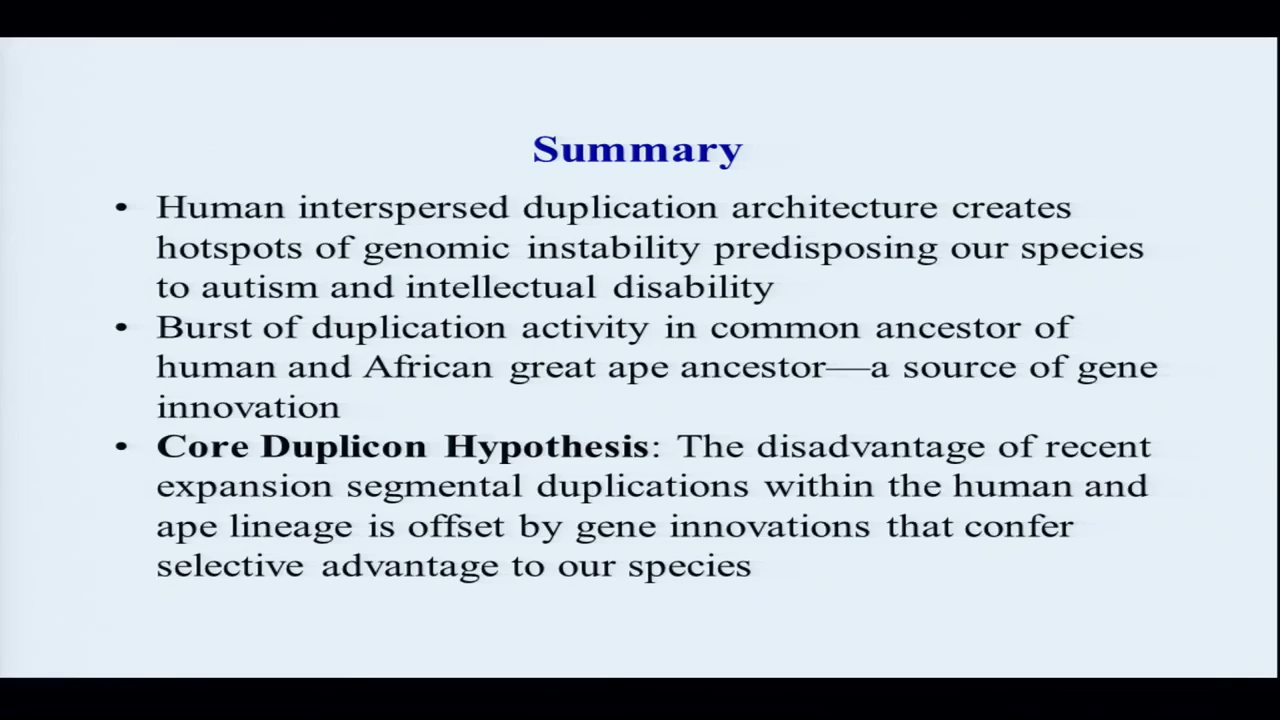 Summary
• Human interspersed duplication architecture creates
hotspots of genomic instability predisposing our species
to autism and intellectual disability
• Burst of duplication activity in common ancestor of
human and African great ape ancestor—a source of gene
innovation
• Core Duplicon Hypothesis: The disadvantage of recent
expansion segmental duplications within the human and
ape lineage is offset by gene innovations that confer
selective advantage to our species